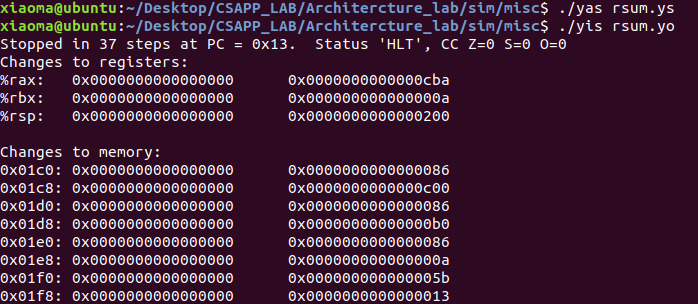 xiaoma@ubuntu:~/Desktop/CSAPP_LAB/Architercture_lab/sim/misc$ ./yas rsum.ys
xiaoma@ubuntu:~/Desktop/CSAPP_LAB/Architercture_lab/sim/misc$ ./yis rsum.yo
Stopped in 37 steps at PC = 0x13.  Status 'HLT', CC Z=0 S=0 O=0
Changes to registers:
%rax:   0x0000000000000000      0x0000000000000cba
%rbx:   0x0000000000000000      0x000000000000000a
%rsp:   0x0000000000000000      0x0000000000000200

Changes to memory:
0x01c0: 0x0000000000000000      0x0000000000000086
0x01c8: 0x0000000000000000      0x0000000000000c00
0x01d0: 0x0000000000000000      0x0000000000000086
0x01d8: 0x0000000000000000      0x00000000000000b0
0x01e0: 0x0000000000000000      0x0000000000000086
0x01e8: 0x0000000000000000      0x000000000000000a
0x01f0: 0x0000000000000000      0x000000000000005b
0x01f8: 0x0000000000000000      0x0000000000000013